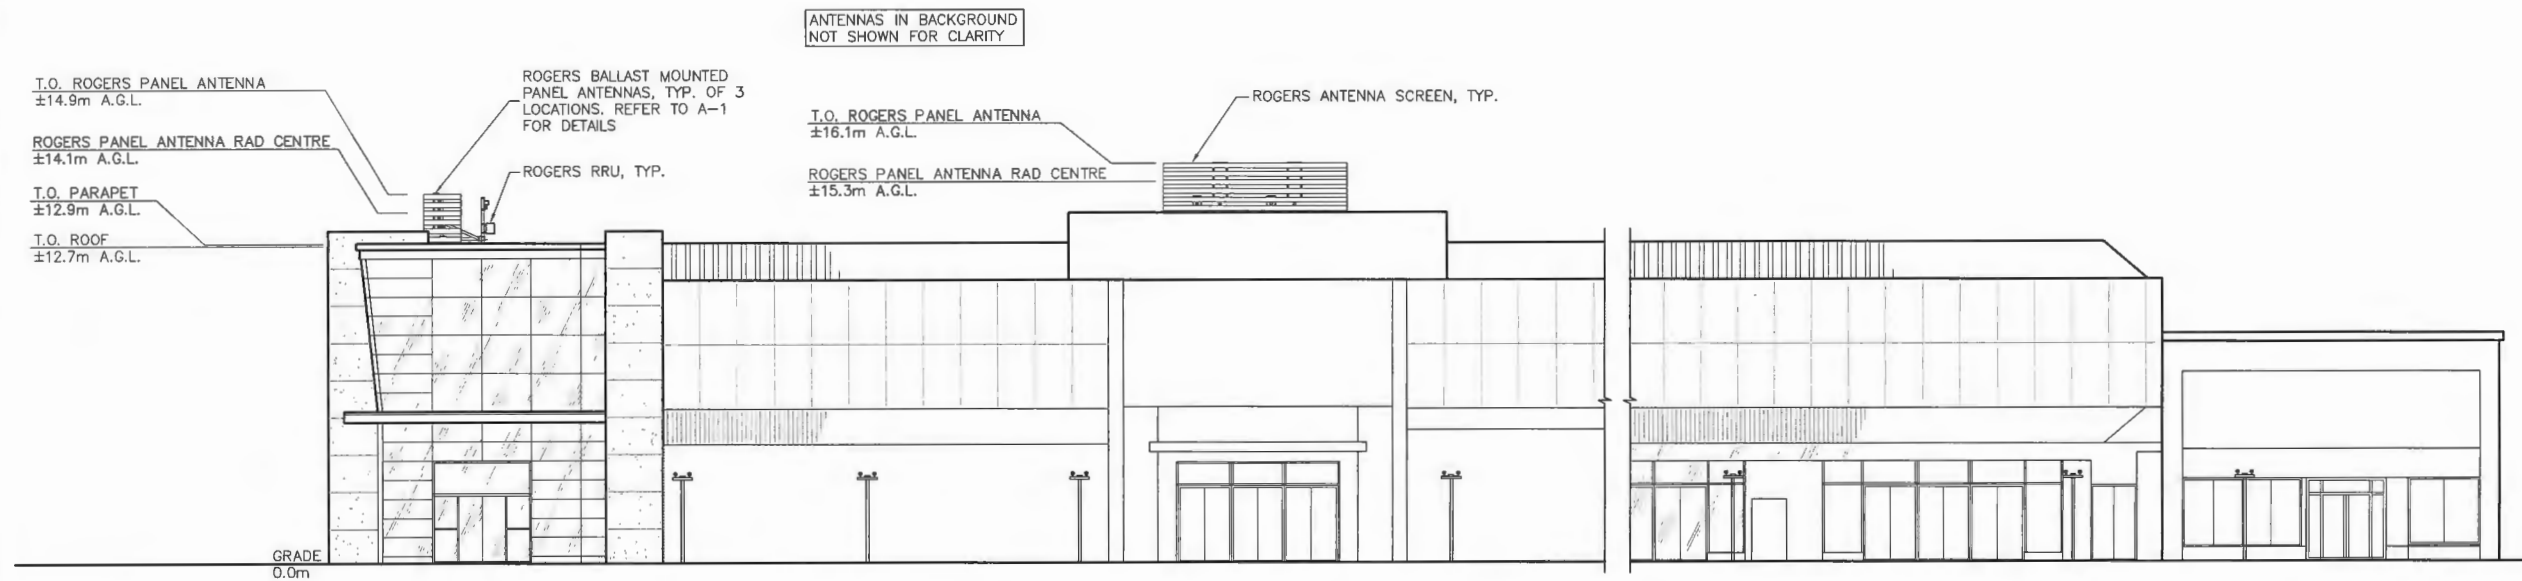 ANTENNAS IN BACKGROUND
NOT SHOWN FOR CLARITY
T.O. ROGERS PANEL ANTENNA
±14.9m A.G.L.
ROGERS PANEL ANTENNA RAD CENTRE
±14.1m A.G.L.
T.O. PARAPET
±12.9m A.G.L.
T.O. ROOF
±12.7m A.G.L.
ROGERS BALLAST MOUNTED
PANEL ANTENNAS, TYP. OF 3
LOCATIONS. REFER TO A-1
FOR DETAILS
ROGERS RRU, TYP.
T.O. ROGERS PANEL ANTENNA
±16.1m A.G.L.
ROGERS PANEL ANTENNA RAD CENTRE
±15.3m A.G.L.
ROGERS ANTENNA SCREEN, TYP.
GRADE
0.0m